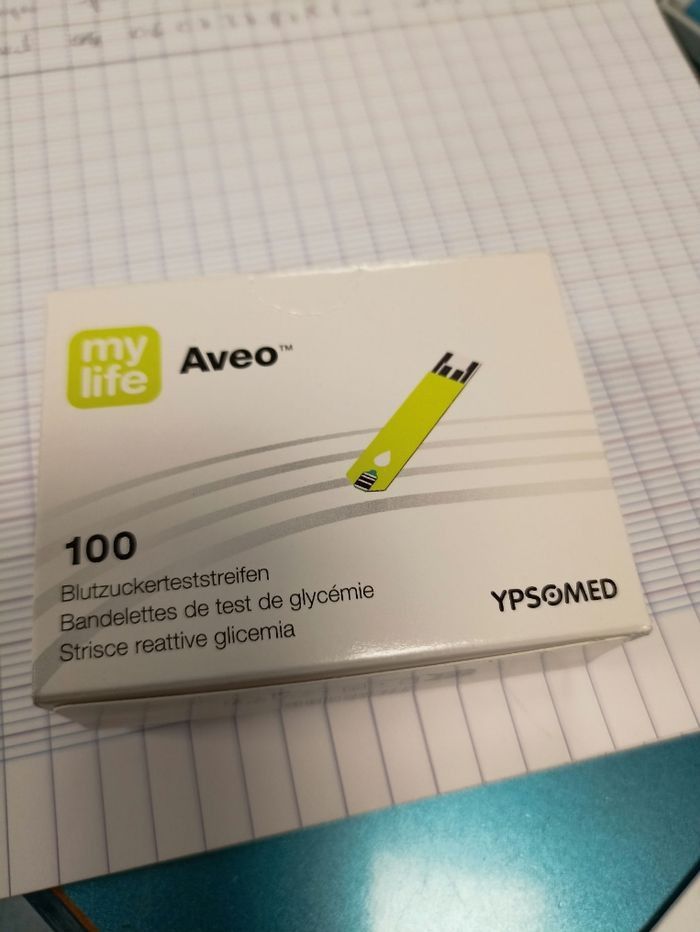 my
life
Aveo™
100
Blutzuckerteststreifen
Bandelettes de test de glycémie
Strisce reattive glicemia
YPSOMED